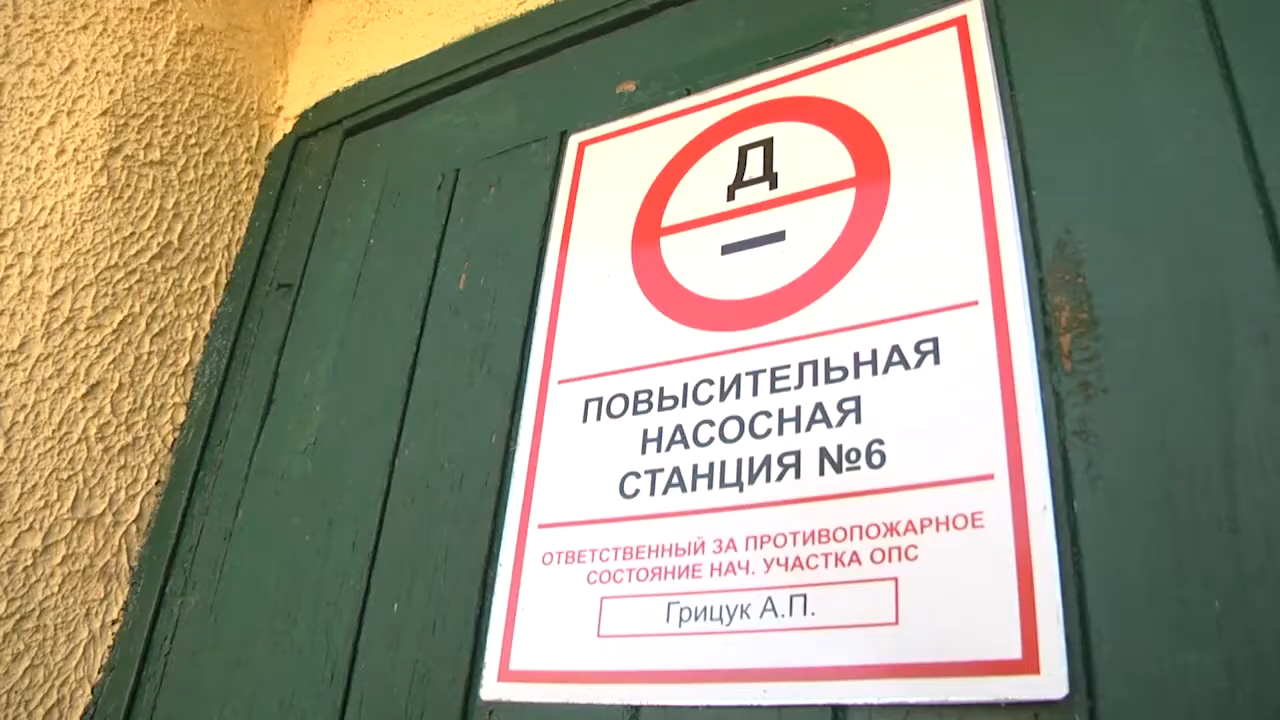 Д
–
ПОВЫСИТЕЛЬНАЯ
НАСОСНАЯ
СТАНЦИЯ №6
ОТВЕТСТВЕННЫЙ ЗА ПРОТИВОПОЖАРНОЕ
СОСТОЯНИЕ НАЧ. УЧАСТКА ОПС
Грицук А.П.